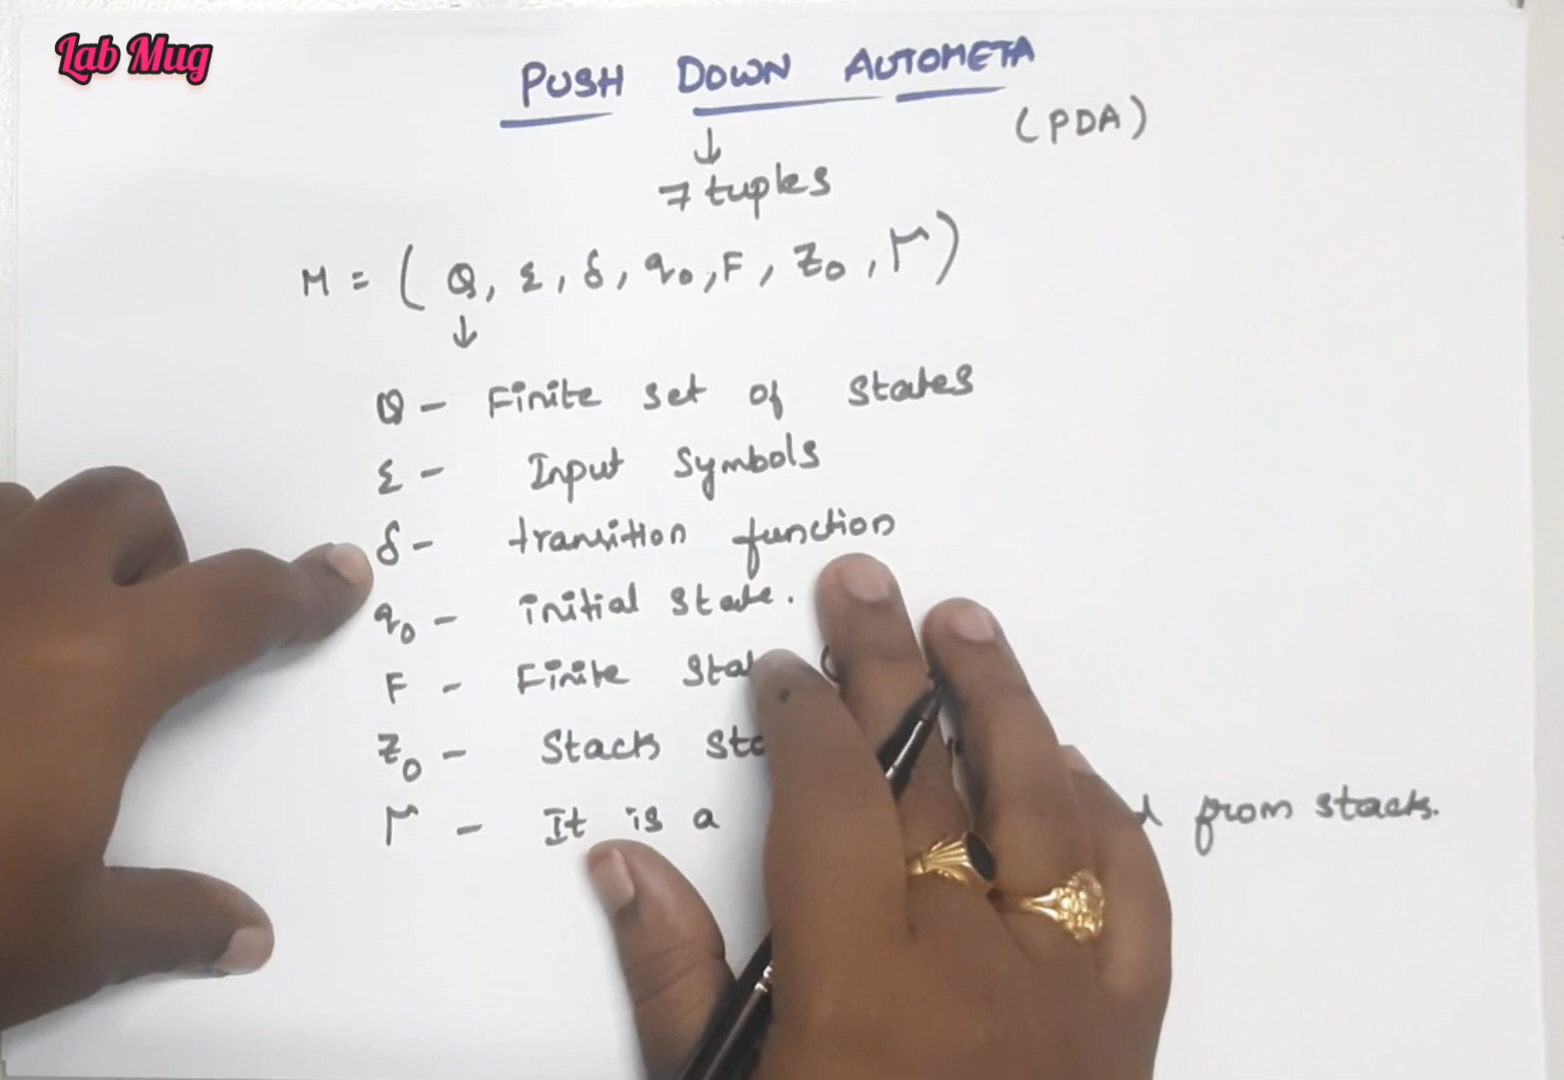 Lab Mug
PUSH DOWN AUTOMETA
(PDA)
↓
7 tuples
M = ( Q, Σ, δ, q0, F, Z0, Γ )
↓
Q - Finite set of states
Σ - Input symbols
δ - transition function
q0 - initial state.
F - Finite
Z0 - Stack
Γ - It is a from stack.